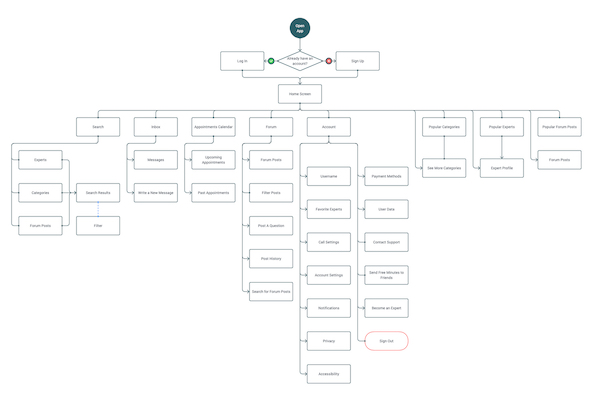 Open
App
Already have an
account?
Log In
Sign Up
Home Screen
Search
Inbox
Appointments Calendar
Forum
Account
Popular Categories
Popular Experts
Popular Forum Posts
Experts
Messages
Upcoming
Appointments
Forum Posts
See More Categories
Expert Profile
Forum Posts
Username
Payment Methods
Categories
Search Results
Write a New Message
Past Appointments
Filter Posts
Favorite Experts
User Data
Forum Posts
Filter
Post A Question
Call Settings
Contact Support
Post History
Account Settings
Send Free Minutes to
Friends
Search for Forum Posts
Notifications
Become an Expert
Privacy
Sign Out
Accessibility